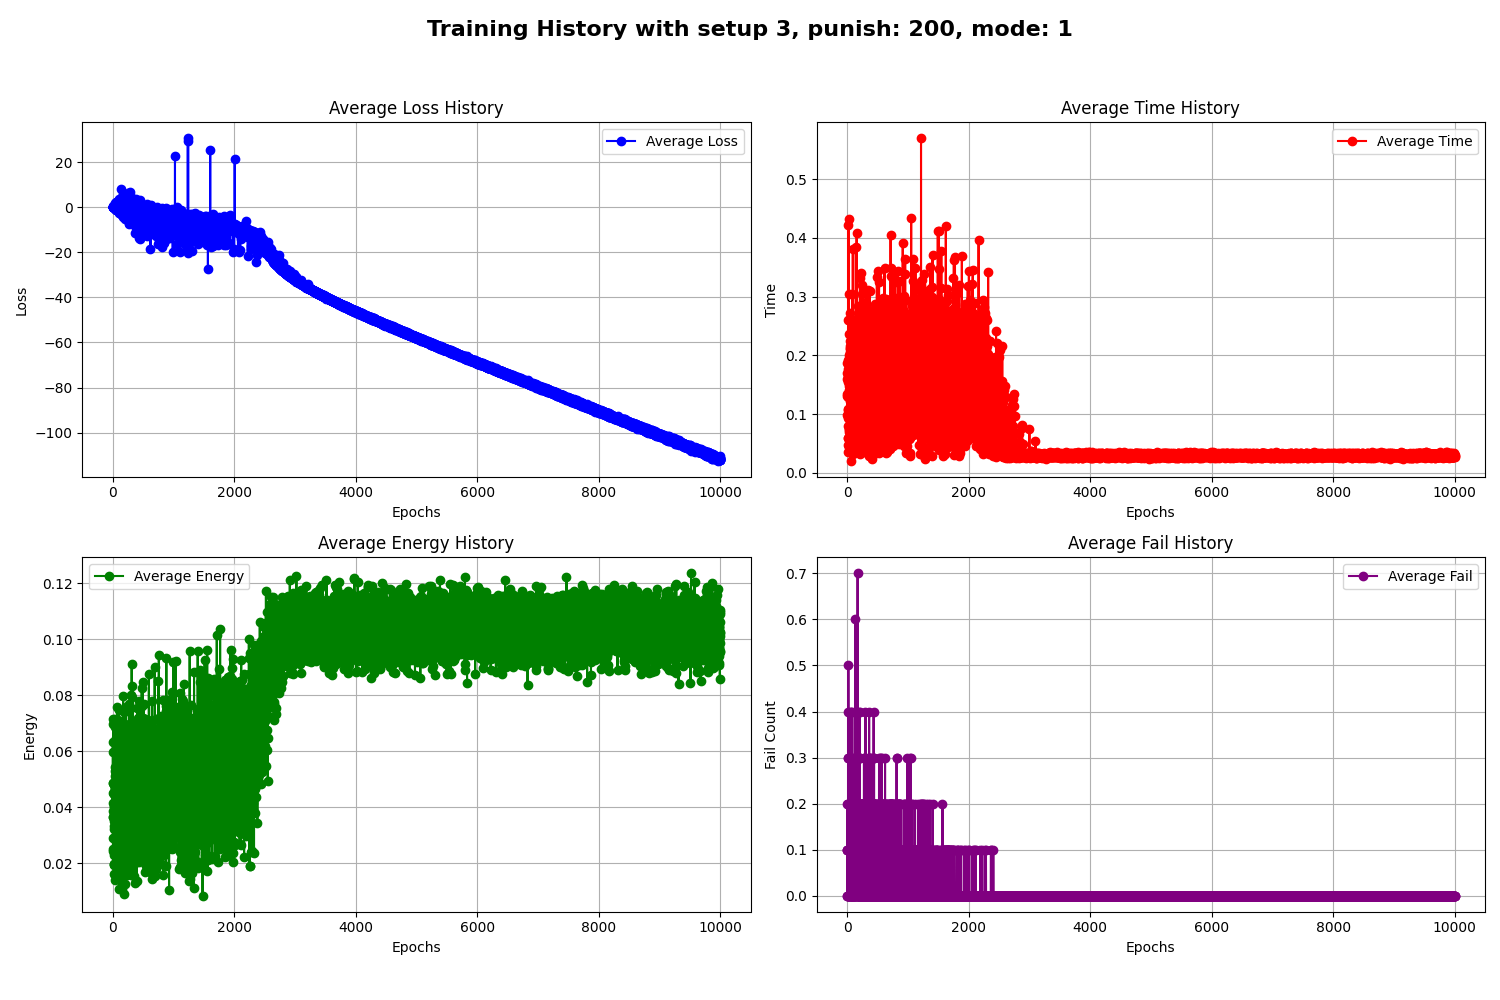 Training History with setup 3, punish: 200, mode: 1
Average Loss History
Average Loss
20
0
−20
−40
−60
−80
−100
Loss
0 2000 4000 6000 8000 10000
Epochs
Average Time History
Average Time
0.5
0.4
0.3
0.2
0.1
0.0
Time
0 2000 4000 6000 8000 10000
Epochs
Average Energy History
Average Energy
0.12
0.10
0.08
0.06
0.04
0.02
Energy
0 2000 4000 6000 8000 10000
Epochs
Average Fail History
Average Fail
0.7
0.6
0.5
0.4
0.3
0.2
0.1
0.0
Fail Count
0 2000 4000 6000 8000 10000
Epochs